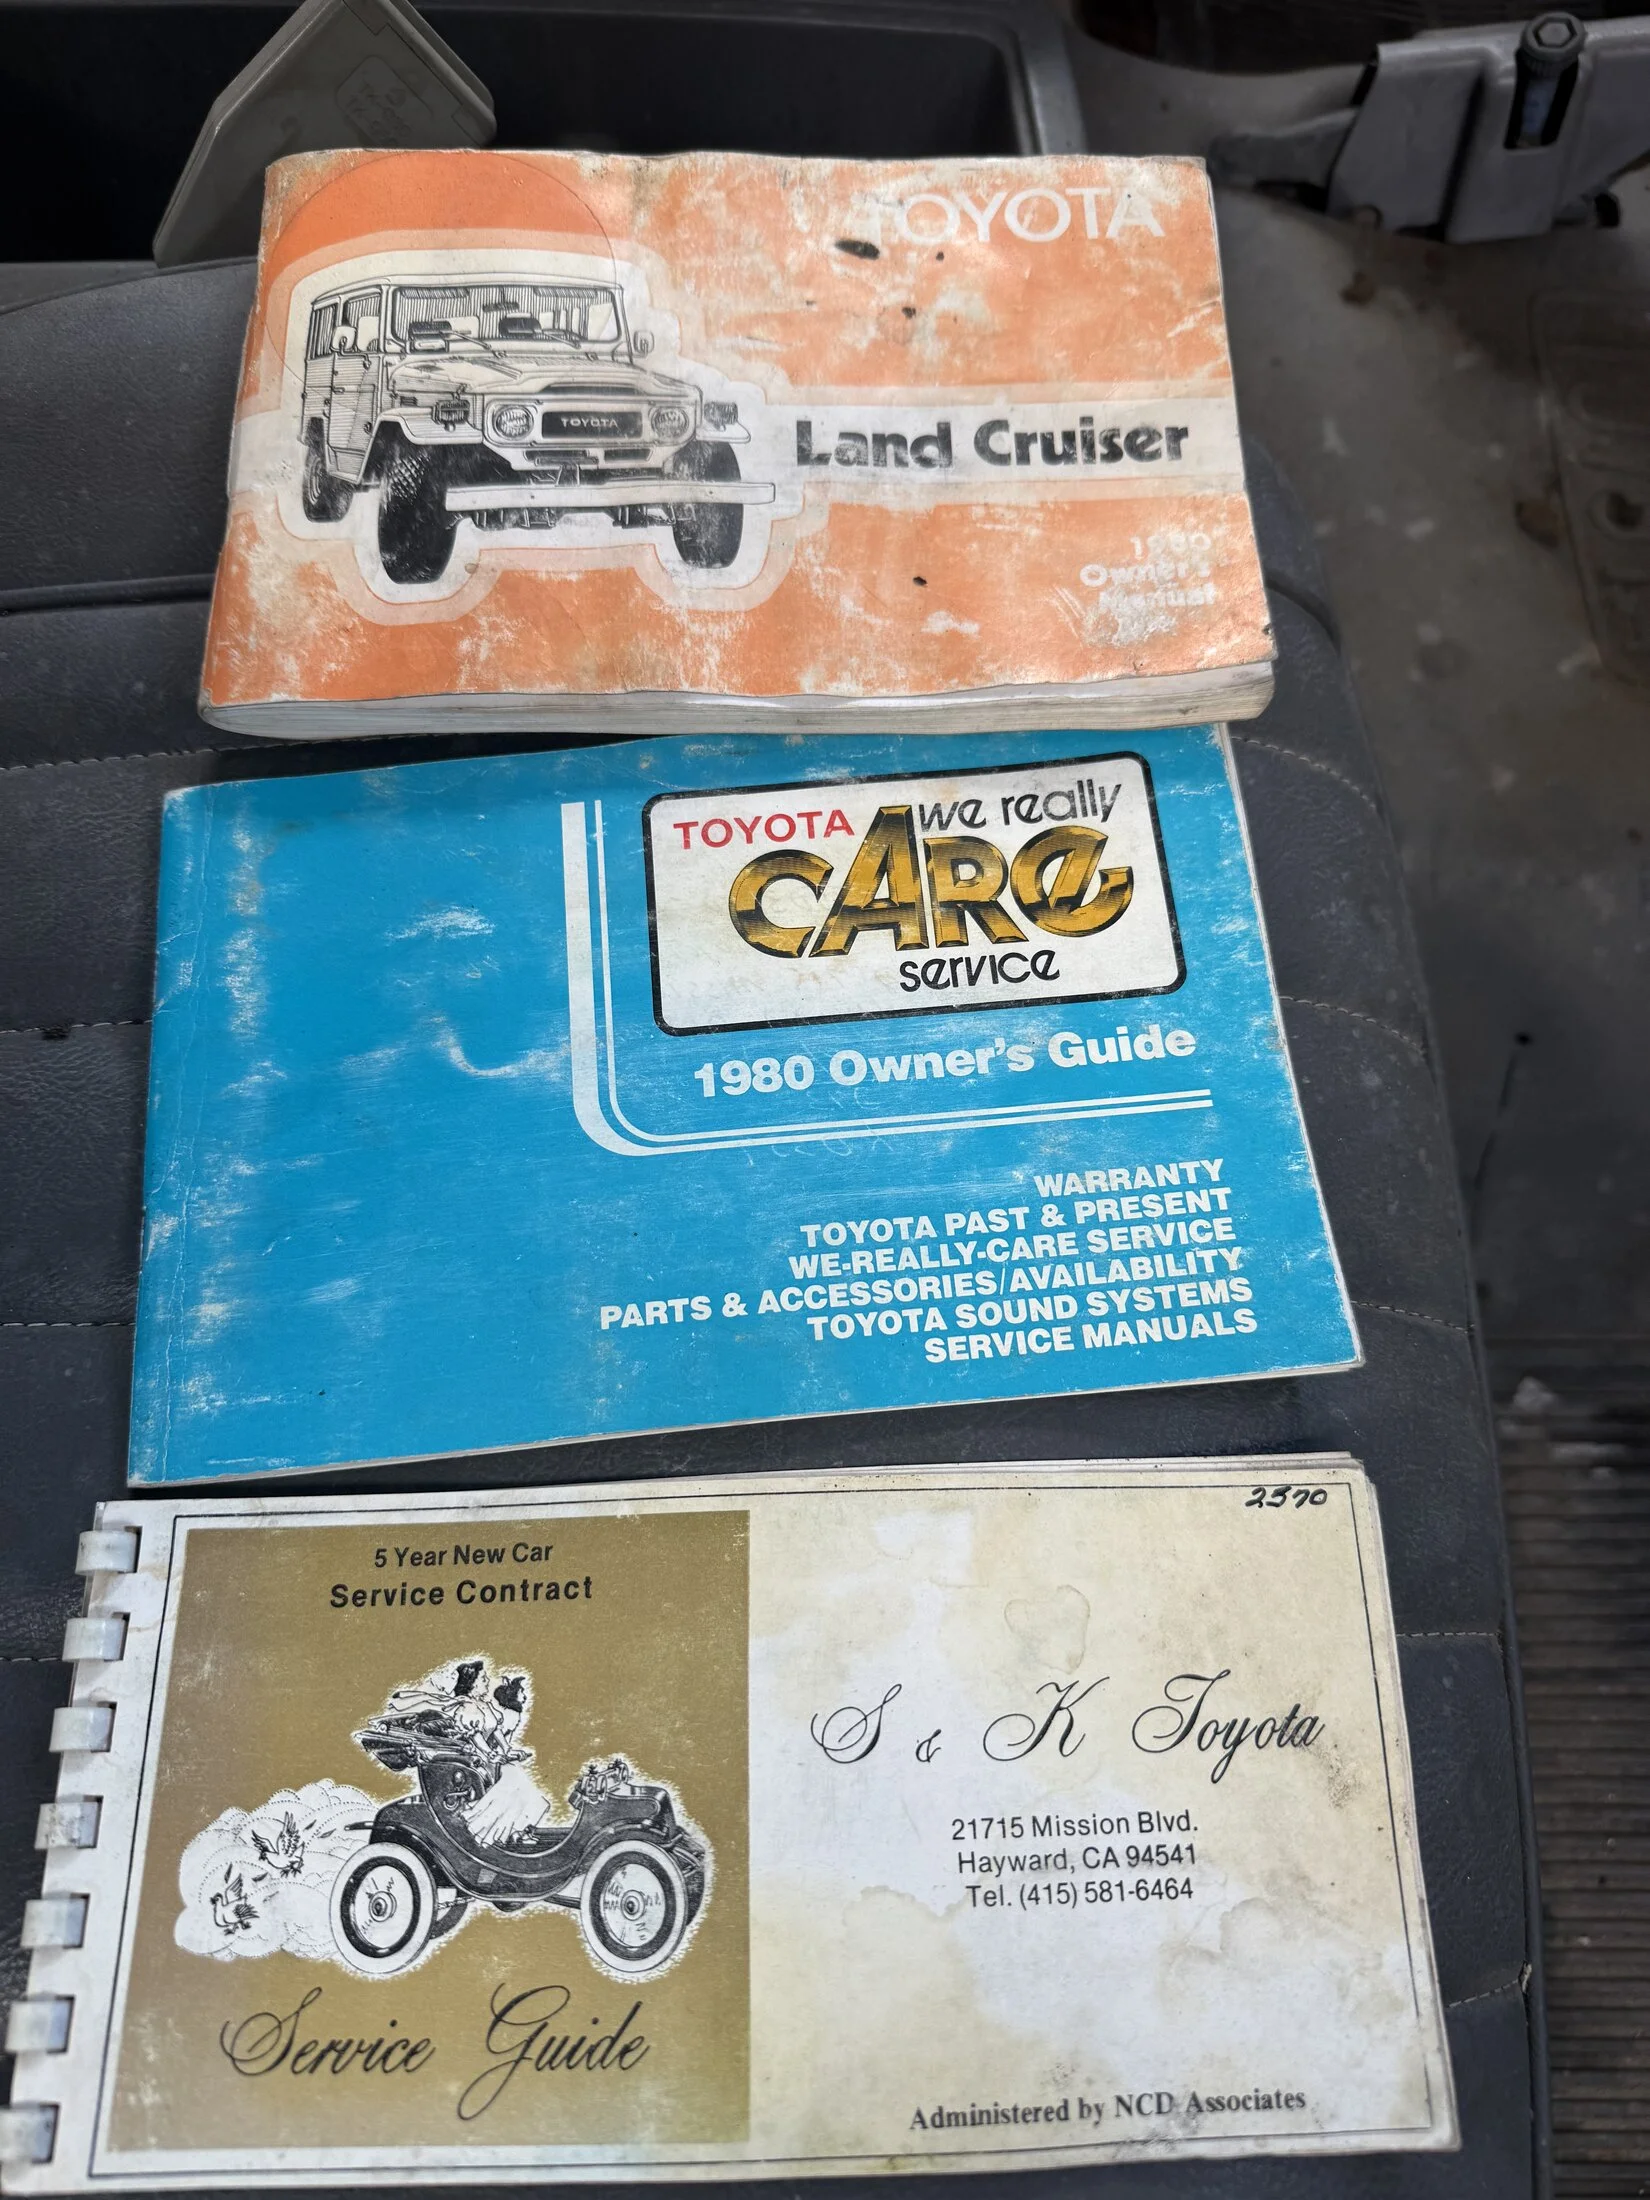 TOYOTA
TOYOTA
Land Cruiser
1980
Owner's
Manual
TOYOTA
we really
CARE
service
1980 Owner's Guide
WARRANTY
TOYOTA PAST & PRESENT
WE-REALLY-CARE SERVICE
PARTS & ACCESSORIES/AVAILABILITY
TOYOTA SOUND SYSTEMS
SERVICE MANUALS
2370
5 Year New Car
Service Contract
Service Guide
S & K Toyota
21715 Mission Blvd.
Hayward, CA 94541
Tel. (415) 581-6464
Administered by NCD Associates